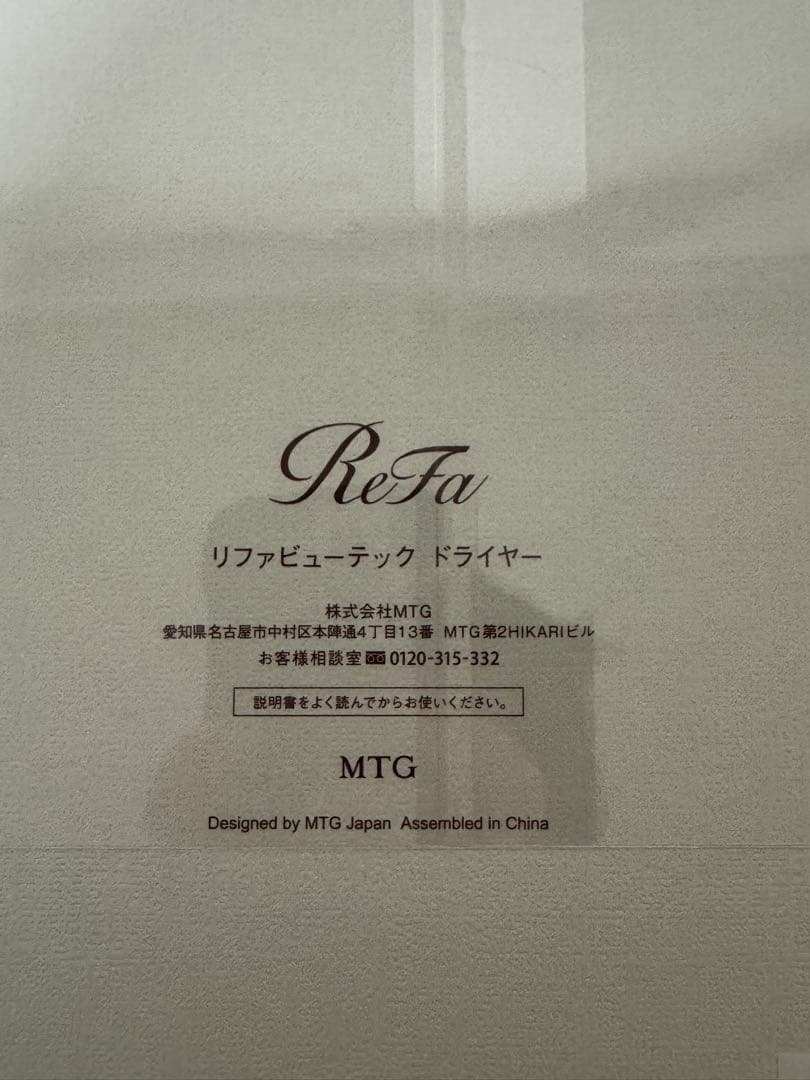 ReFa
リファビューテック ドライヤー
株式会社MTG
愛知県名古屋市中村区本陣通4丁目13番 MTG第2HIKARIビル
お客様相談室 0120-315-332
説明書をよく読んでからお使いください。
MTG
Designed by MTG Japan Assembled in China